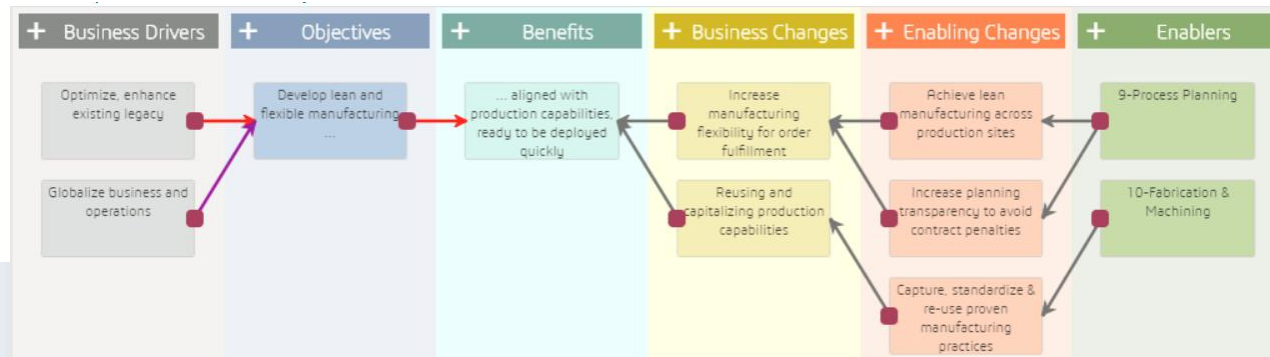 + Business Drivers
+ Objectives
+ Benefits
+ Business Changes
+ Enabling Changes
+ Enablers
Optimize, enhance
existing legacy
Globalize business and
operations
Develop lean and
flexible manufacturing
...
... aligned with
production capabilities,
ready to be deployed
quickly
Increase
manufacturing
flexibility for order
fulfillment
Reusing and
capitalizing production
capabilities
Achieve lean
manufacturing across
production sites
Increase planning
transparency to avoid
contract penalties
Capture, standardize &
re-use proven
manufacturing
practices
9-Process Planning
10-Fabrication &
Machining